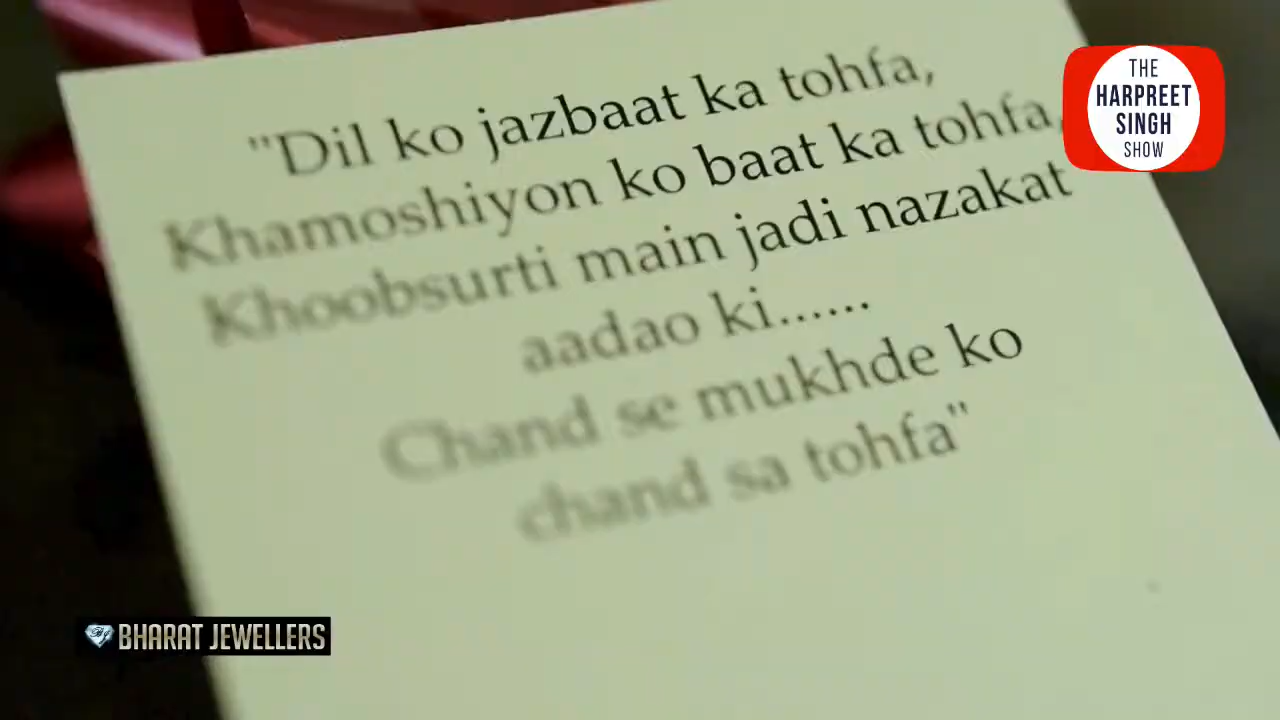 "Dil ko jazbaat ka tohfa,
Khamoshiyon ko baat ka tohfa,
Khoobsurti main jadi nazakat
aadao ki......
Chand se mukhde ko
chand sa tohfa"
THE
HARPREET
SINGH
SHOW
BHARAT JEWELLERS